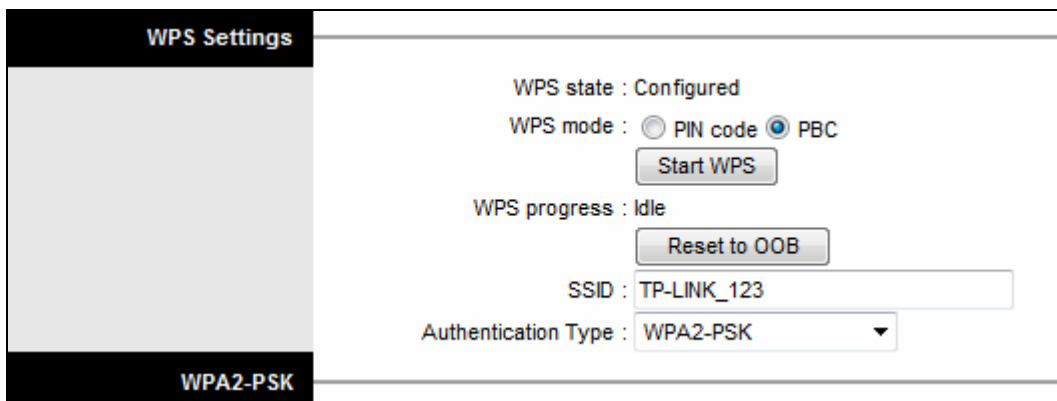 WPS Settings
WPS state : Configured
WPS mode : PIN code PBC
Start WPS
WPS progress : Idle
Reset to OOB
SSID : TP-LINK_123
Authentication Type : WPA2-PSK
WPA2-PSK